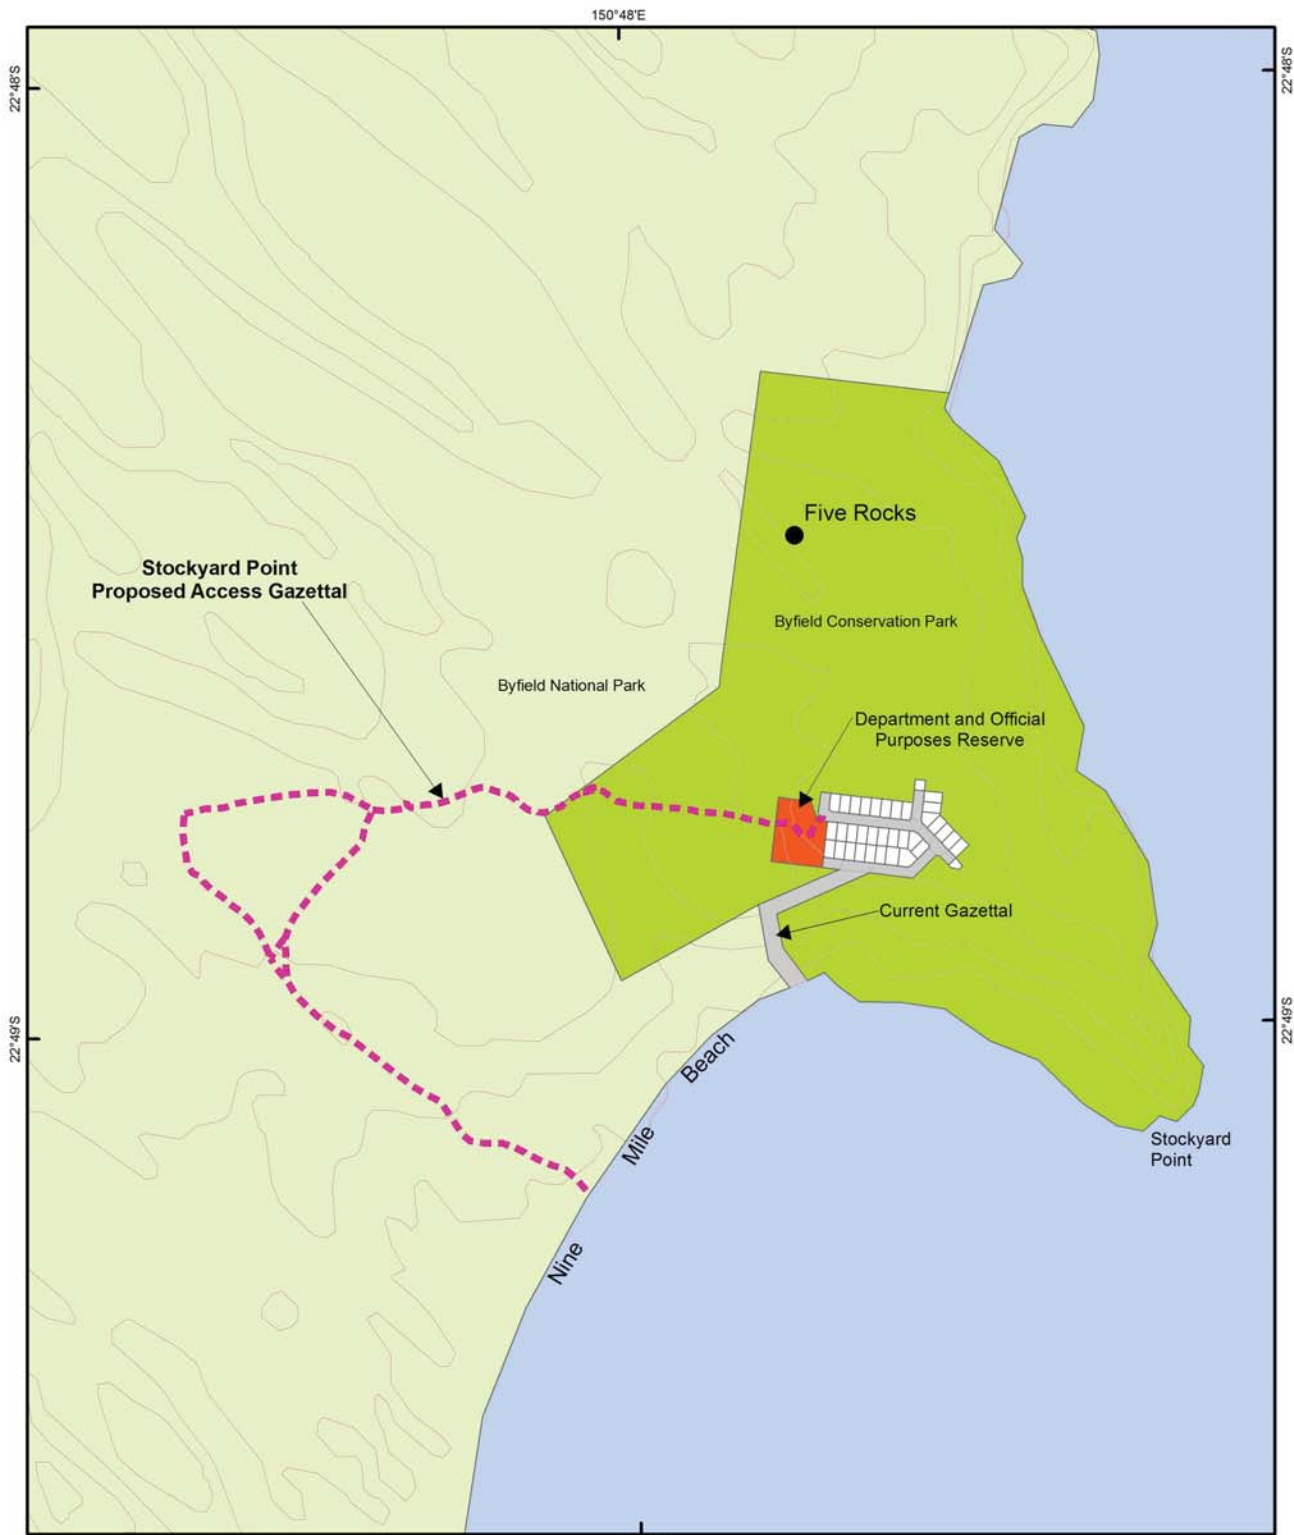 150°48'E
22°48'S
22°48'S
Five Rocks
Stockyard Point
Proposed Access Gazettal
Byfield Conservation Park
Byfield National Park
Department and Official
Purposes Reserve
Current Gazettal
22°49'S
22°49'S
Nine Mile Beach
Stockyard
Point